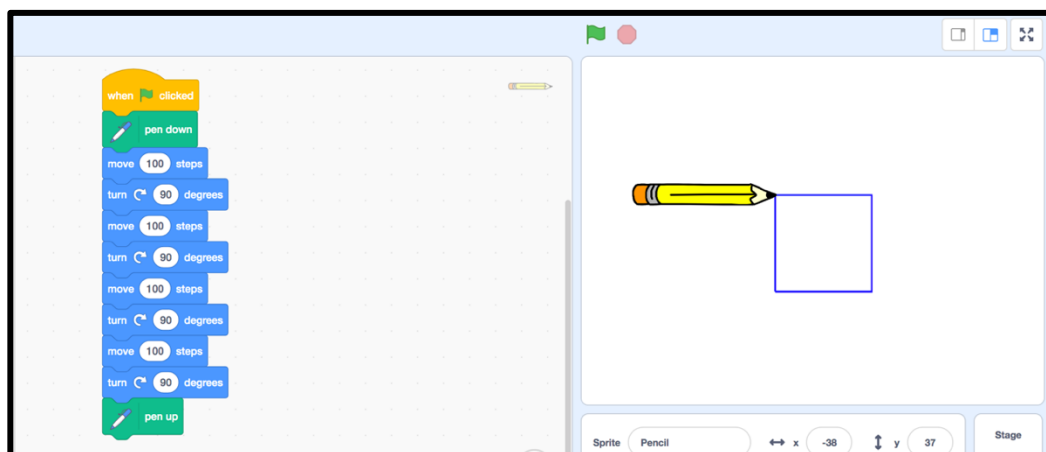 when clicked
pen down
move 100 steps
turn 90 degrees
move 100 steps
turn 90 degrees
move 100 steps
turn 90 degrees
move 100 steps
turn 90 degrees
pen up
Sprite Pencil x -38 y 37
Stage